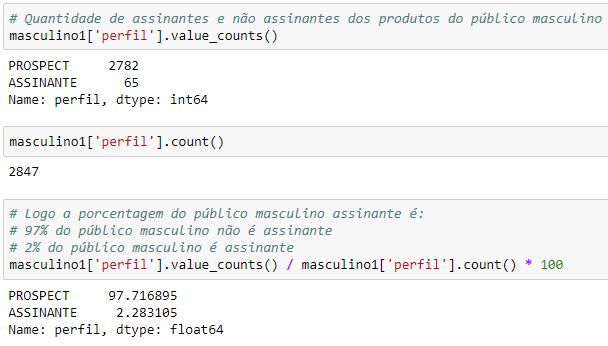 # Quantidade de assinantes e não assinantes dos produtos do público masculino
masculino1['perfil'].value_counts()
PROSPECT     2782
ASSINANTE      65
Name: perfil, dtype: int64
masculino1['perfil'].count()
2847
# Logo a porcentagem do público masculino assinante é:
# 97% do público masculino não é assinante
# 2% do público masculino é assinante
masculino1['perfil'].value_counts() / masculino1['perfil'].count() * 100
PROSPECT     97.716895
ASSINANTE     2.283105
Name: perfil, dtype: float64